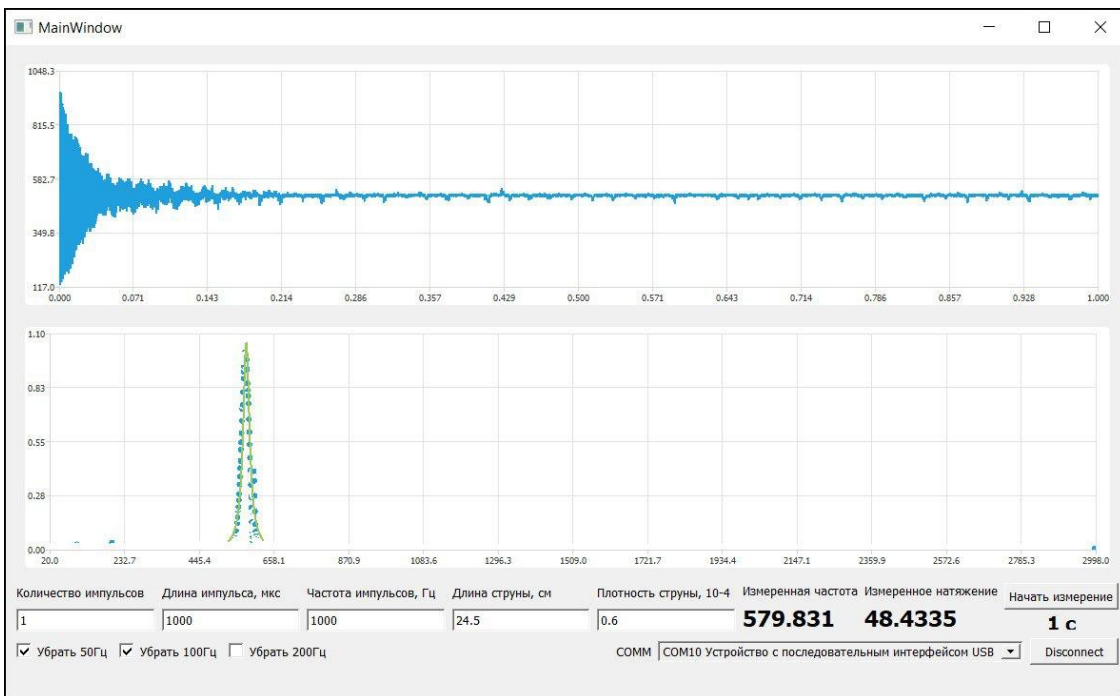 MainWindow
1048.3
815.5
582.7
349.8
117.0
0.000 0.071 0.143 0.214 0.286 0.357 0.429 0.500 0.571 0.643 0.714 0.786 0.857 0.928 1.000
1.10
0.83
0.55
0.28
0.00
20.0 232.7 445.4 658.1 870.9 1083.6 1296.3 1509.0 1721.7 1934.4 2147.1 2359.9 2572.6 2785.3 2998.0
Количество импульсов Длина импульса, мкс Частота импульсов, Гц Длина струны, см Плотность струны, 10-4 Измеренная частота Измеренное натяжение Начать измерение
1 1000 1000 24.5 0.6 579.831 48.4335 1 с
Убрать 50Гц Убрать 100Гц Убрать 200Гц COMM COM10 Устройство с последовательным интерфейсом USB Disconnect